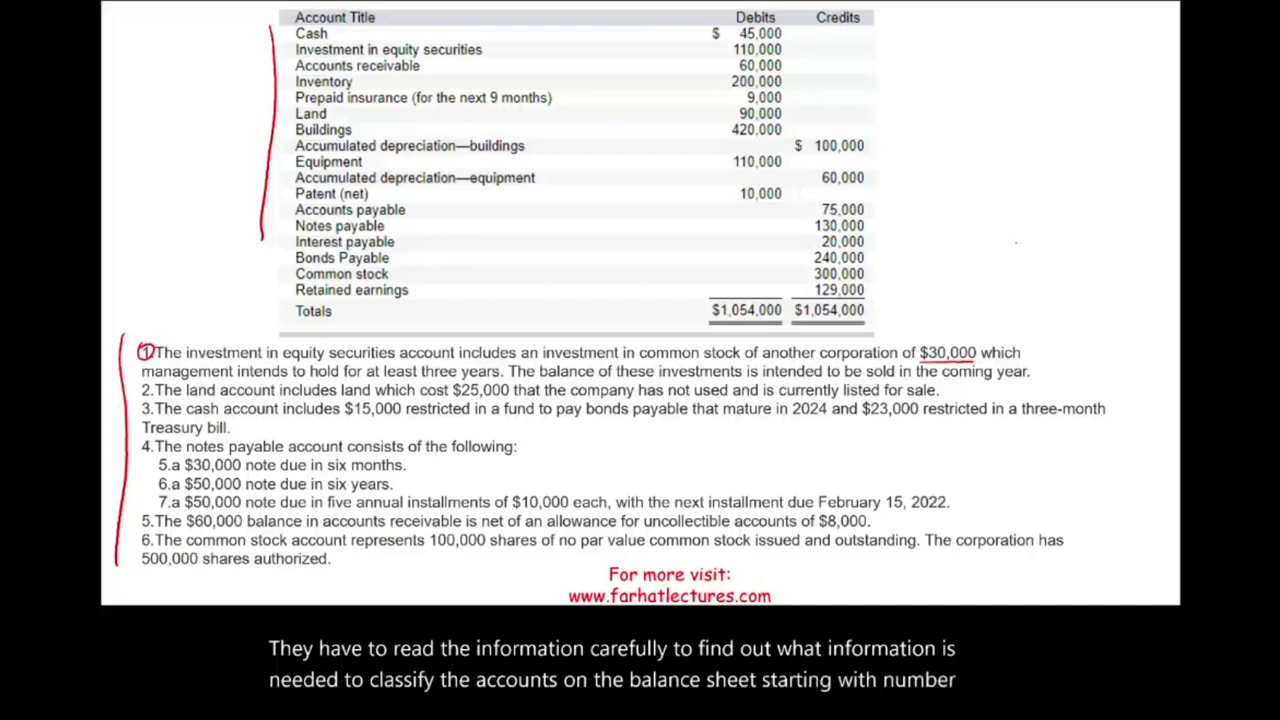 Account Title Debits Credits
Cash $ 45,000
Investment in equity securities 110,000
Accounts receivable 60,000
Inventory 200,000
Prepaid insurance (for the next 9 months) 9,000
Land 90,000
Buildings 420,000
Accumulated depreciation—buildings $ 100,000
Equipment 110,000
Accumulated depreciation—equipment 60,000
Patent (net) 10,000
Accounts payable 75,000
Notes payable 130,000
Interest payable 20,000
Bonds Payable 240,000
Common stock 300,000
Retained earnings 129,000
Totals $1,054,000 $1,054,000
1.The investment in equity securities account includes an investment in common stock of another corporation of $30,000 which
management intends to hold for at least three years. The balance of these investments is intended to be sold in the coming year.
2.The land account includes land which cost $25,000 that the company has not used and is currently listed for sale.
3.The cash account includes $15,000 restricted in a fund to pay bonds payable that mature in 2024 and $23,000 restricted in a three-month
Treasury bill.
4.The notes payable account consists of the following:
5.a $30,000 note due in six months.
6.a $50,000 note due in six years.
7.a $50,000 note due in five annual installments of $10,000 each, with the next installment due February 15, 2022.
5.The $60,000 balance in accounts receivable is net of an allowance for uncollectible accounts of $8,000.
6.The common stock account represents 100,000 shares of no par value common stock issued and outstanding. The corporation has
500,000 shares authorized.
For more visit:
www.farhatlectures.com
They have to read the information carefully to find out what information is
needed to classify the accounts on the balance sheet starting with number